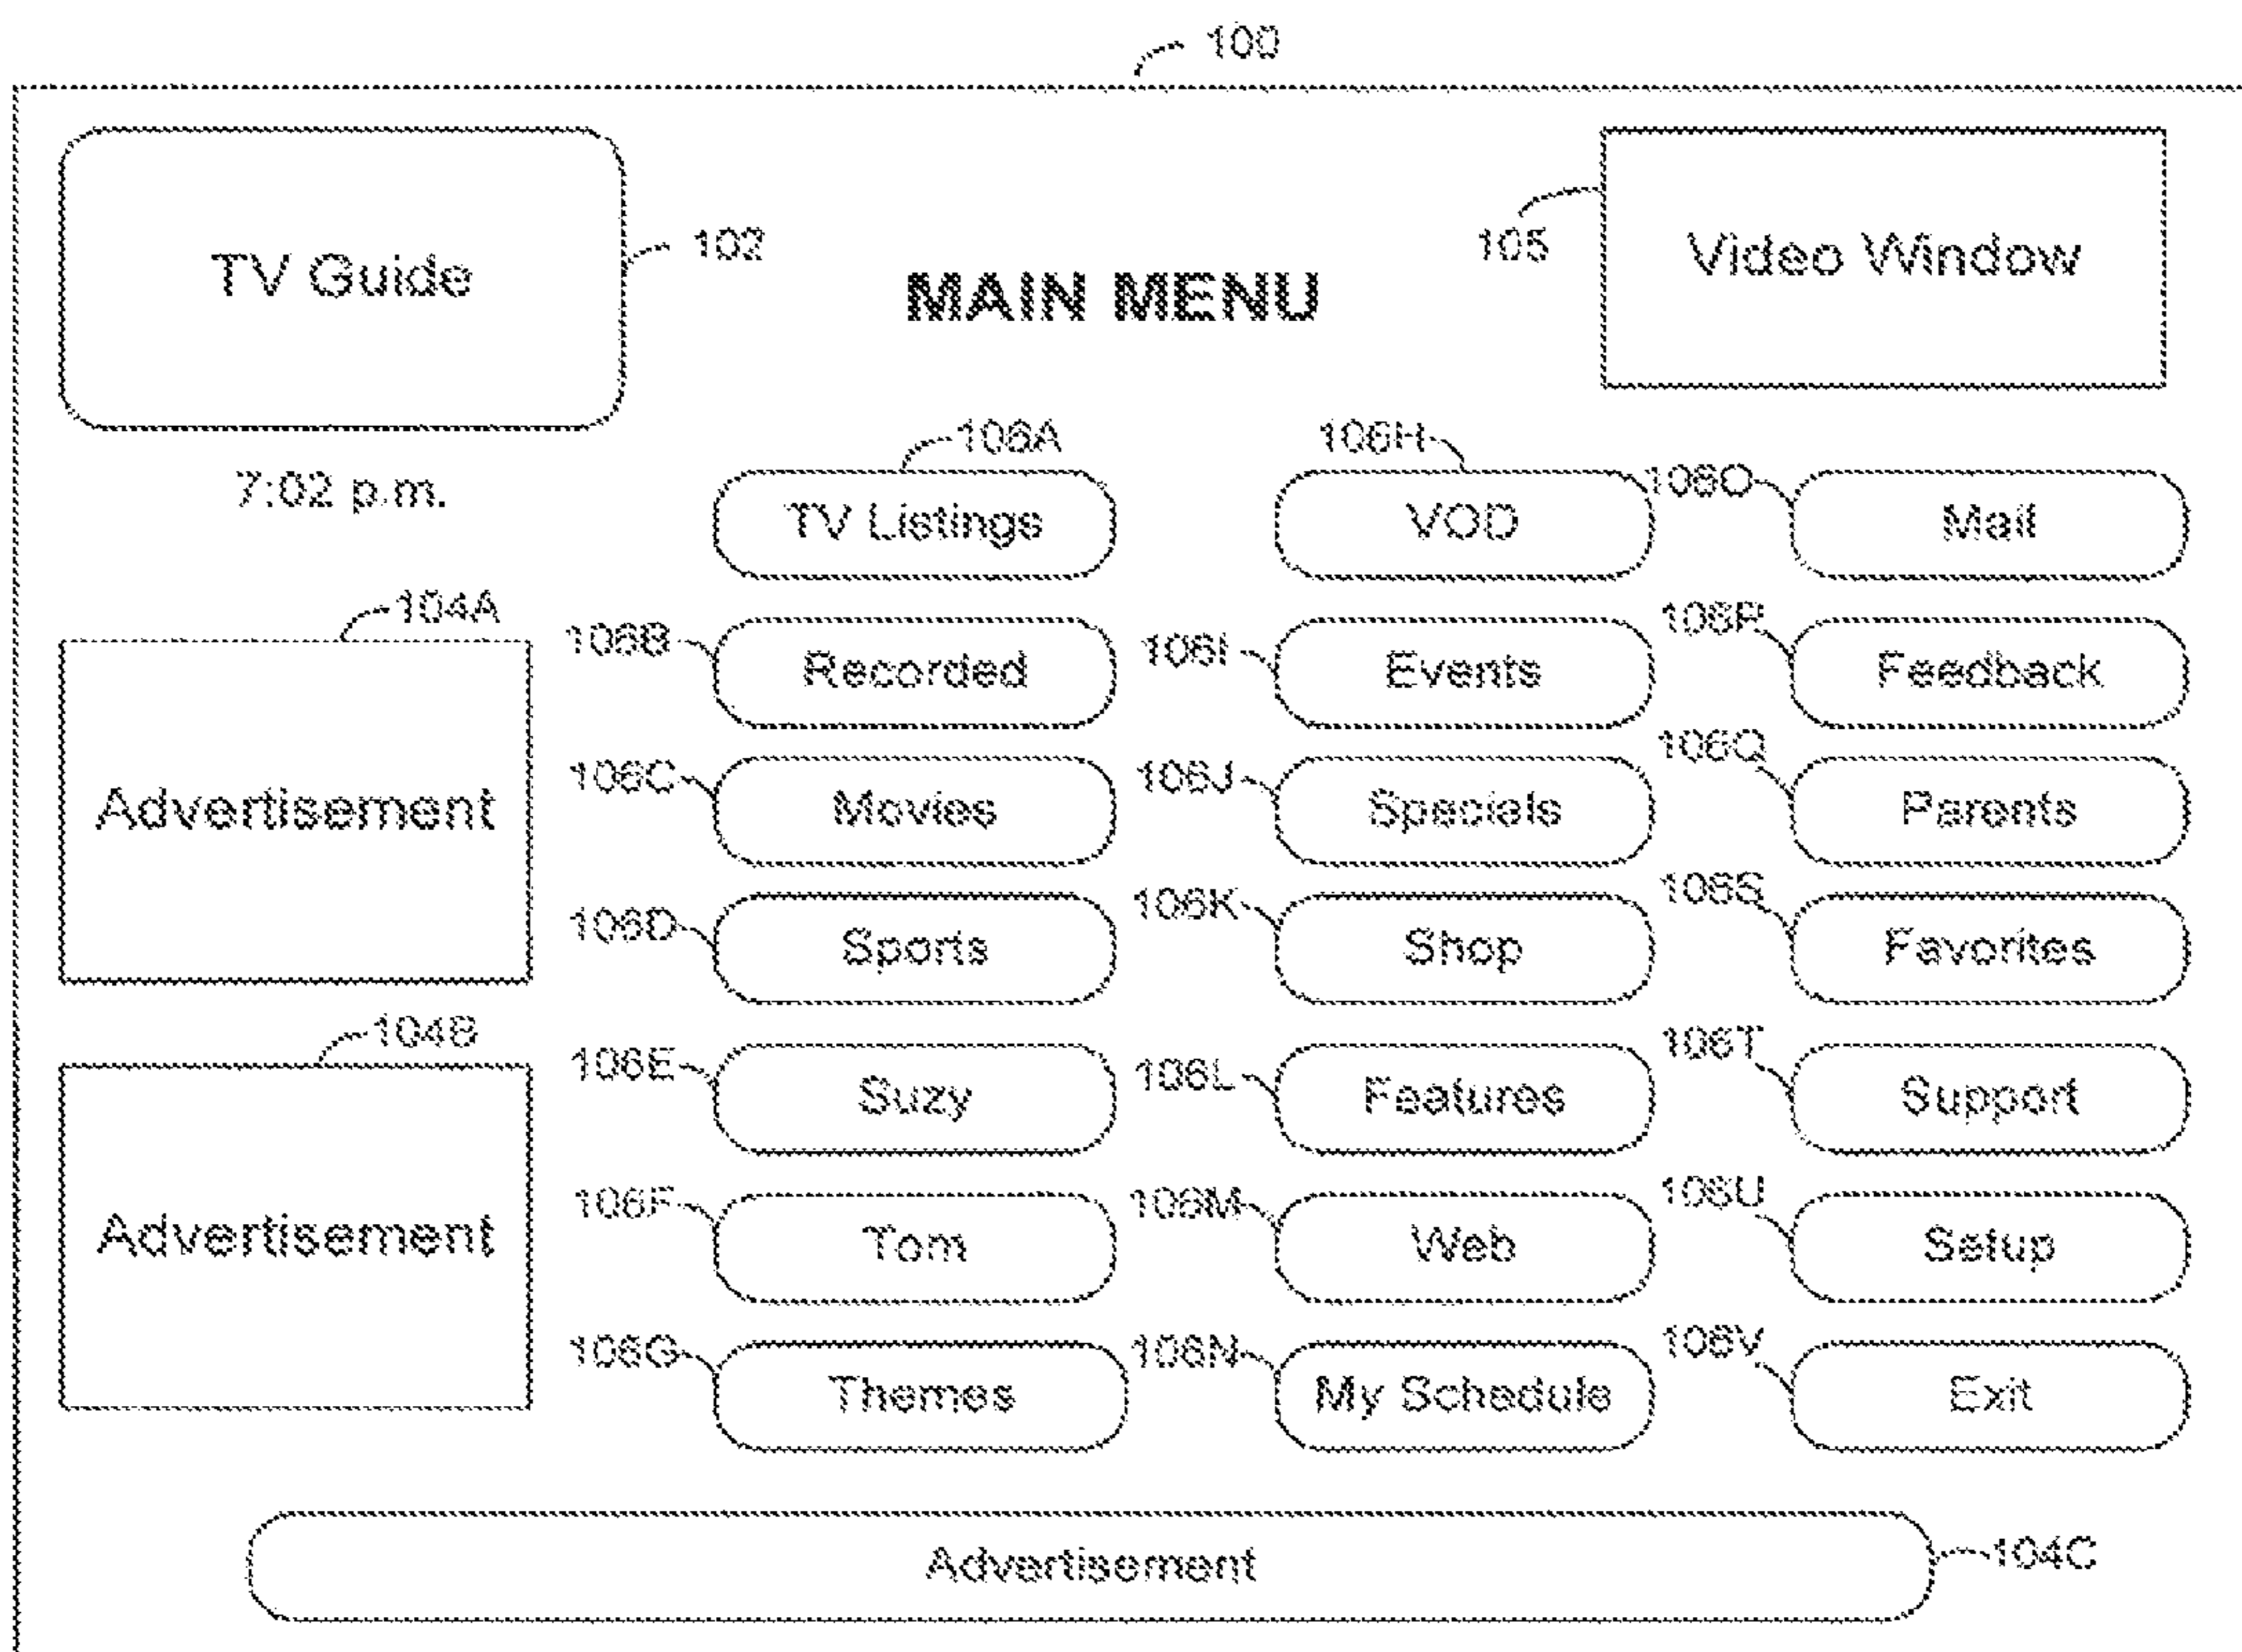 100
TV Guide
102
MAIN MENU
105
Video Window
7:02 p.m.
106A
TV Listings
106H
VOD
106O
Mail
104A
Advertisement
106B
Recorded
106I
Events
106P
Feedback
106C
Movies
106J
Specials
106Q
Parents
106D
Sports
106K
Shop
106S
Favorites
104B
Advertisement
106E
Suzy
106L
Features
106T
Support
106F
Tom
106M
Web
106U
Setup
106G
Themes
106N
My Schedule
106V
Exit
Advertisement
104C